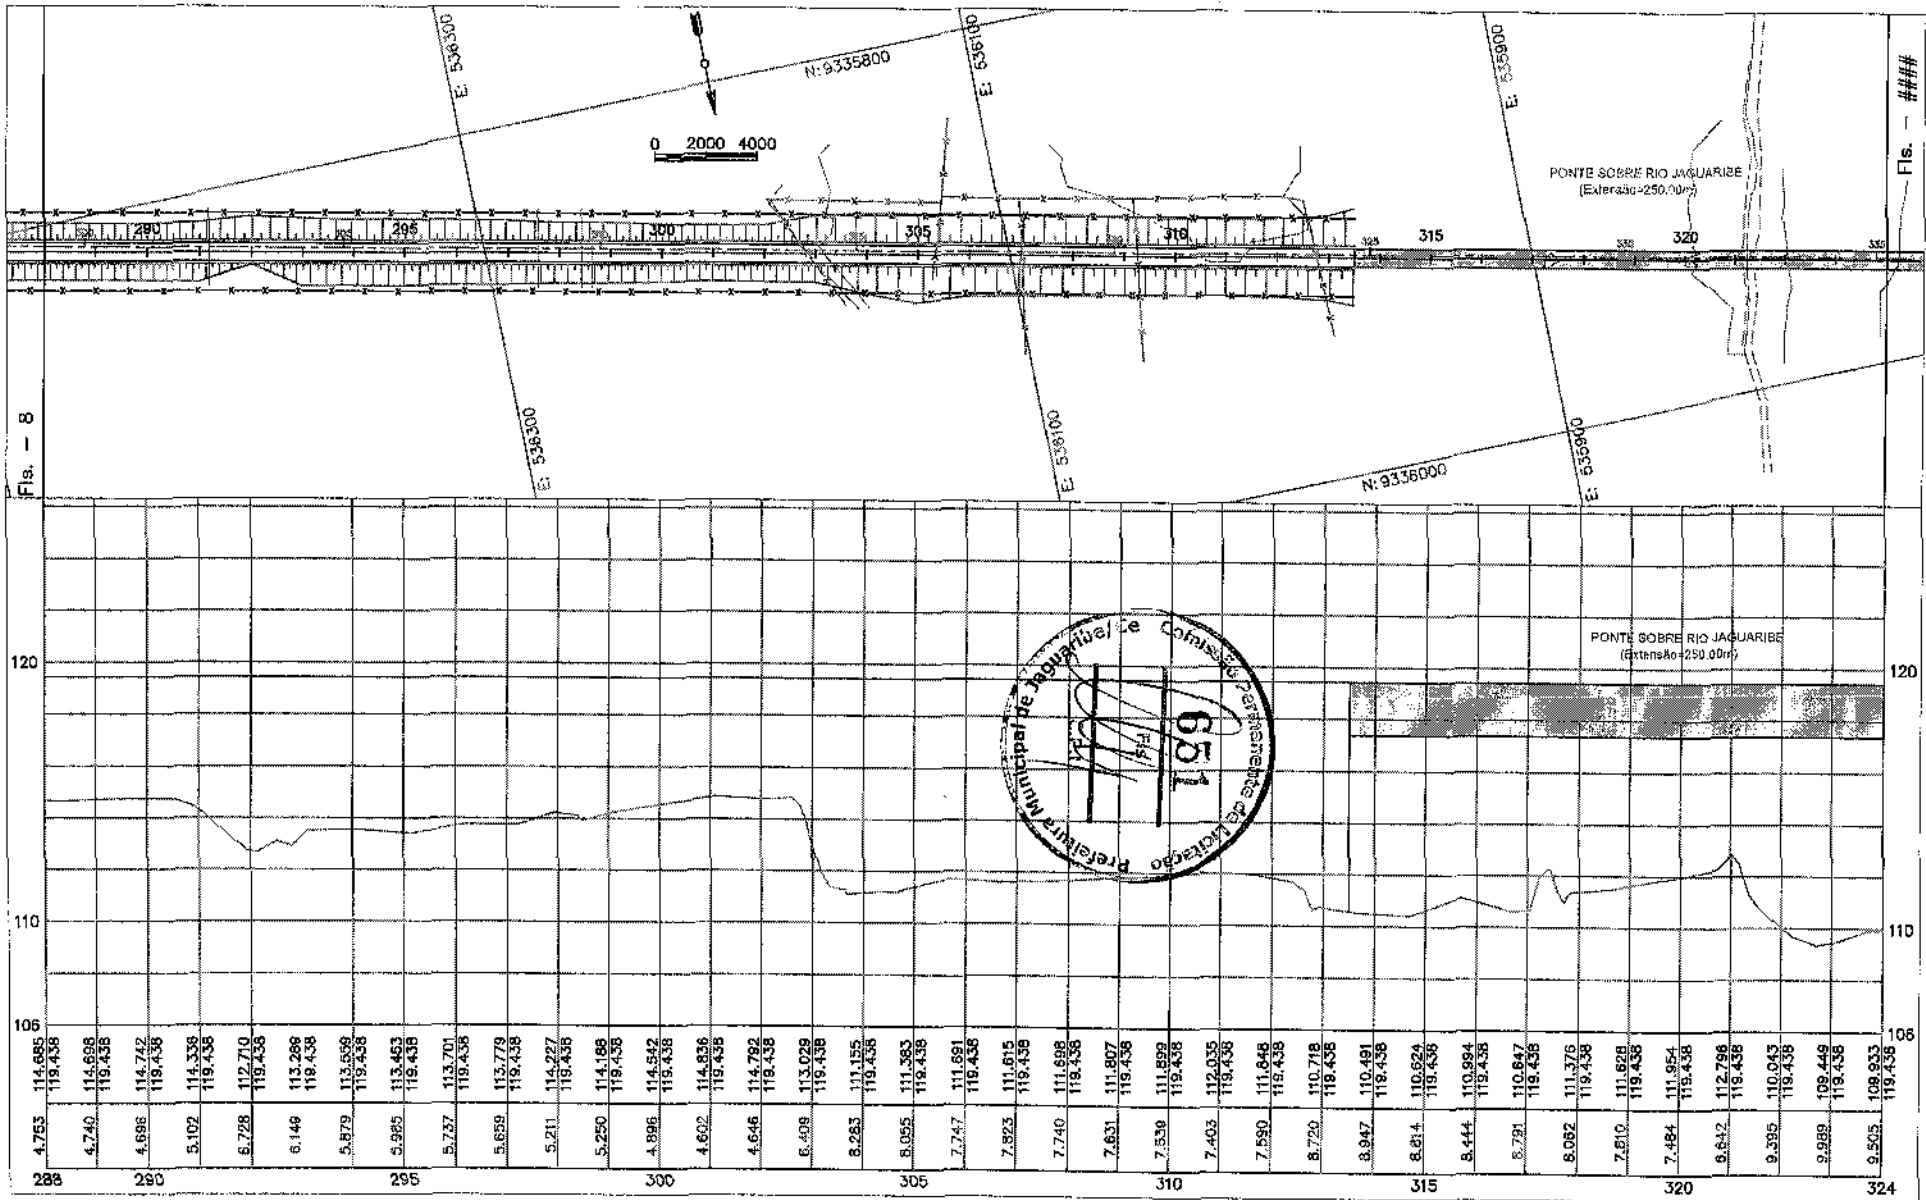 E: 536300
E: 536100
E: 535900
N: 9335800
Fls. - ####
0 2000 4000
PONTE SOBRE RIO JAGUARIBE
(Extensão=250.00m)
290
295
300
305
310
315
320
325
330
335
Fls. - 8
E: 536300
E: 536100
E: 535900
N: 9336000
PONTE SOBRE RIO JAGUARIBE
(Extensão=250.00m)
120
120
Prefeitura Municipal de Jaguaribe/Ce Comissão Permanente de Licitação
651
Fls
110
110
106
106
114.685 114.698 114.742 114.336 112.710 113.289 113.559 113.453 113.701 113.779 114.227 114.188 114.542 114.836 114.792 113.029 111.155 111.383 111.691 111.615 111.698 111.807 111.899 112.035 111.848 110.718 110.491 110.624 110.994 110.647 111.376 111.628 111.954 112.796 110.043 109.449 109.933
119.438 119.438 119.438 119.438 119.438 119.438 119.438 119.438 119.438 119.438 119.438 119.438 119.438 119.438 119.438 119.438 119.438 119.438 119.438 119.438 119.438 119.438 119.438 119.438 119.438 119.438 119.438 119.438 119.438 119.438 119.438 119.438 119.438 119.438 119.438 119.438 119.438
4.753 4.740 4.696 5.102 6.728 6.149 5.879 5.985 5.737 5.659 5.211 5.250 4.896 4.602 4.646 6.409 8.283 8.055 7.747 7.823 7.740 7.631 7.539 7.403 7.590 8.720 8.947 8.814 8.444 8.791 8.062 7.810 7.484 6.642 9.395 9.989 9.505
288 290 295 300 305 310 315 320 324